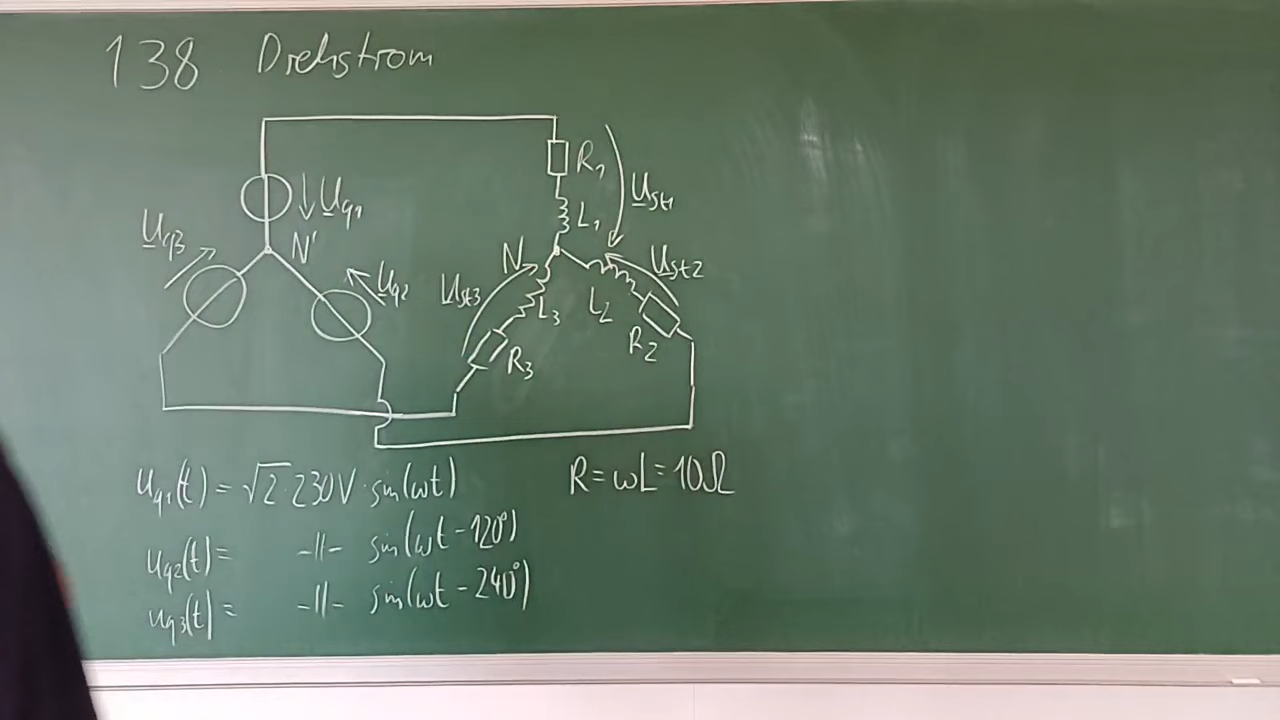 138 Drehstrom
R₁
U̲q1
U̲st1
L₁
U̲q3
N'
N
U̲st2
U̲q2
U̲st3
L₃
L₂
R₃
R₂
uq1(t) = √2·230V·sin(ωt)
R=ωL=10Ω
uq2(t)= -||- sin(ωt-120°)
uq3(t)= -||- sin(ωt-240°)